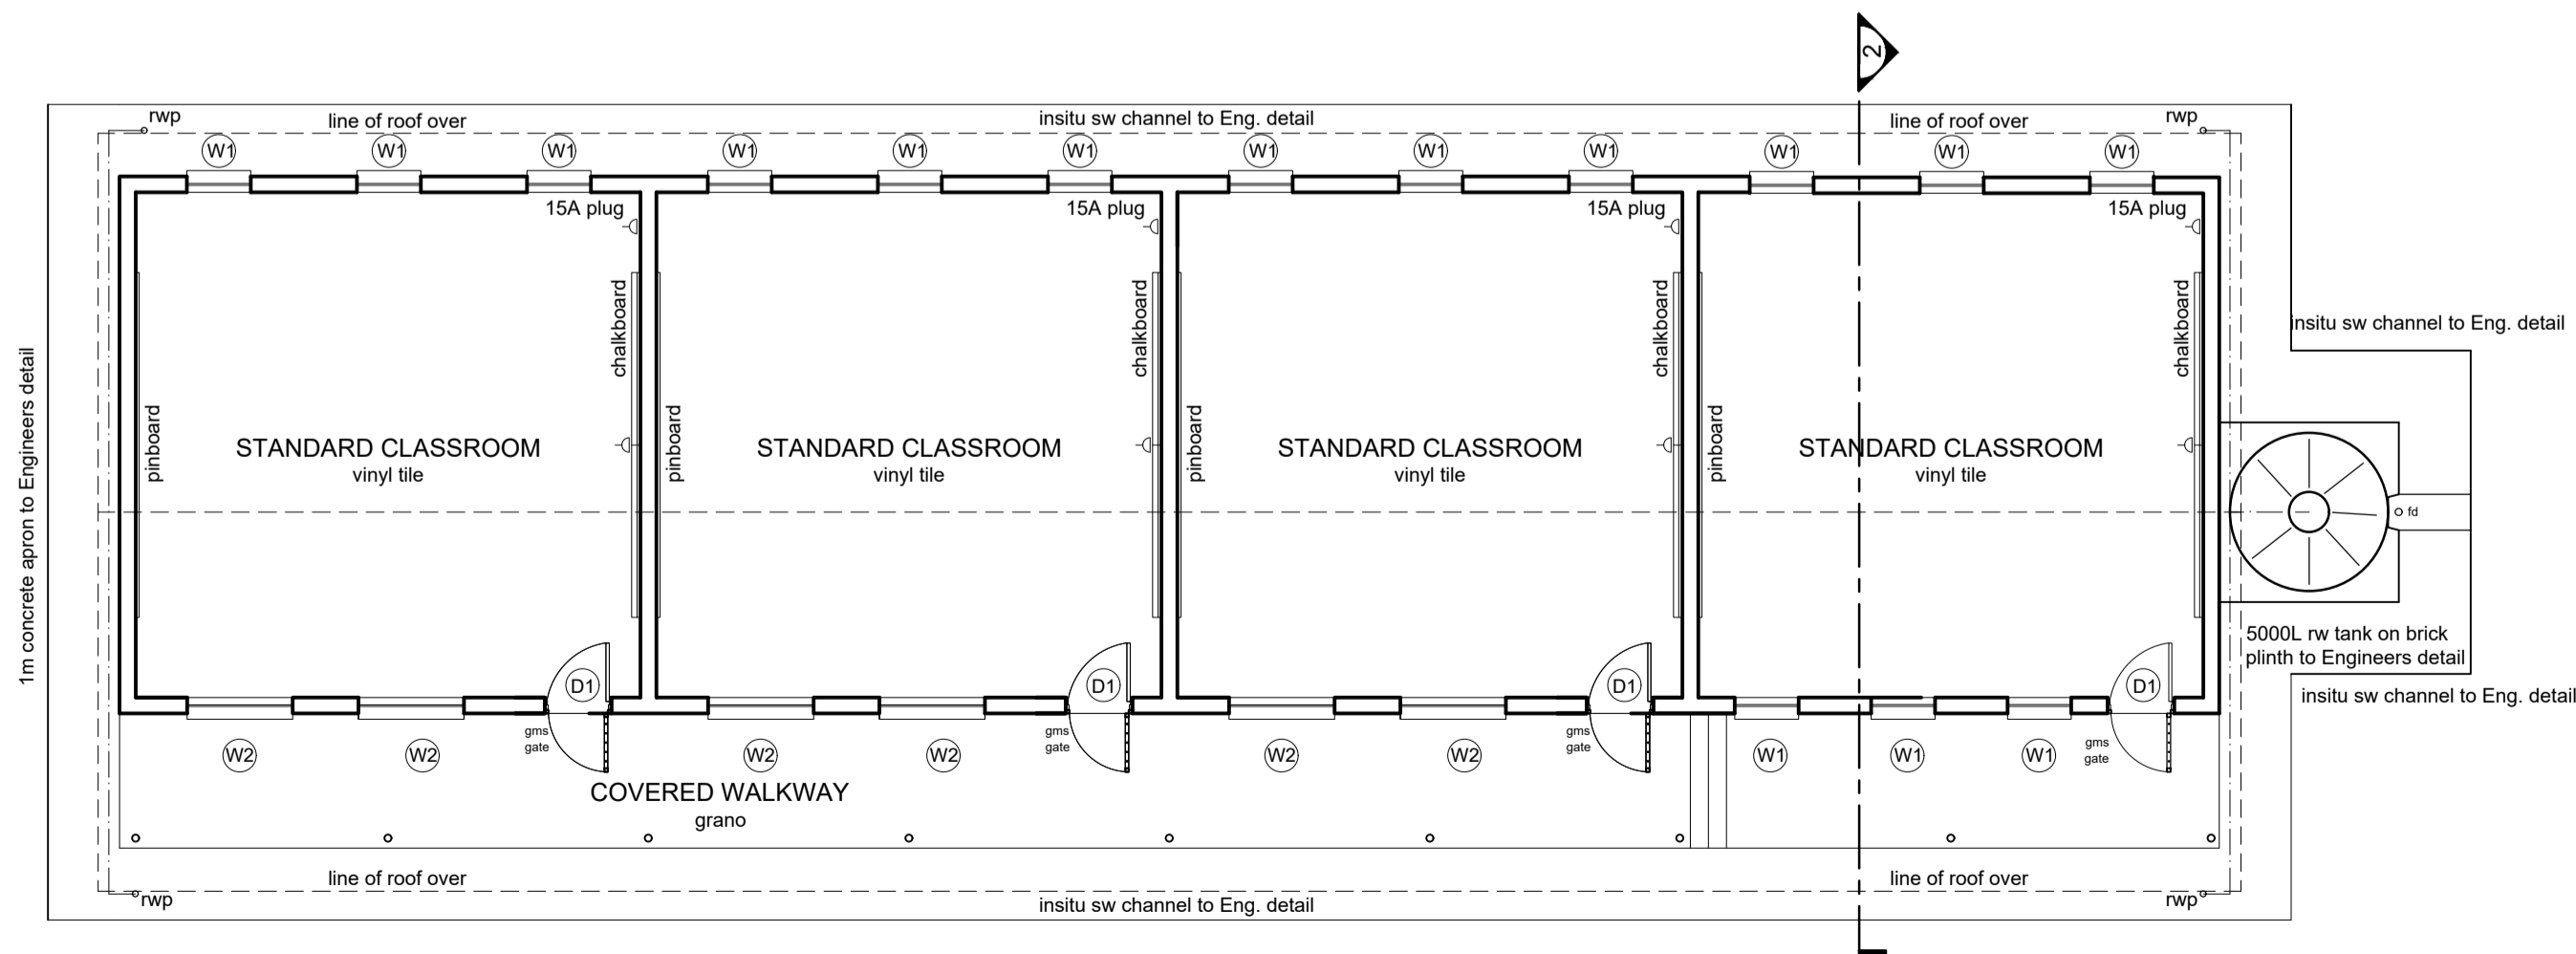 2
rwp
line of roof over
insitu sw channel to Eng. detail
line of roof over
rwp
W1
W1
W1
W1
W1
W1
W1
W1
W1
W1
W1
W1
15A plug
15A plug
15A plug
15A plug
1m concrete apron to Engineers detail
pinboard
chalkboard
pinboard
chalkboard
pinboard
chalkboard
pinboard
chalkboard
insitu sw channel to Eng. detail
STANDARD CLASSROOM
vinyl tile
STANDARD CLASSROOM
vinyl tile
STANDARD CLASSROOM
vinyl tile
STANDARD CLASSROOM
vinyl tile
fd
5000L rw tank on brick
plinth to Engineers detail
insitu sw channel to Eng. detail
D1
D1
D1
D1
W2
W2
gms
gate
W2
W2
gms
gate
W2
W2
gms
gate
W1
W1
W1
gms
gate
COVERED WALKWAY
grano
line of roof over
line of roof over
rwp
insitu sw channel to Eng. detail
rwp